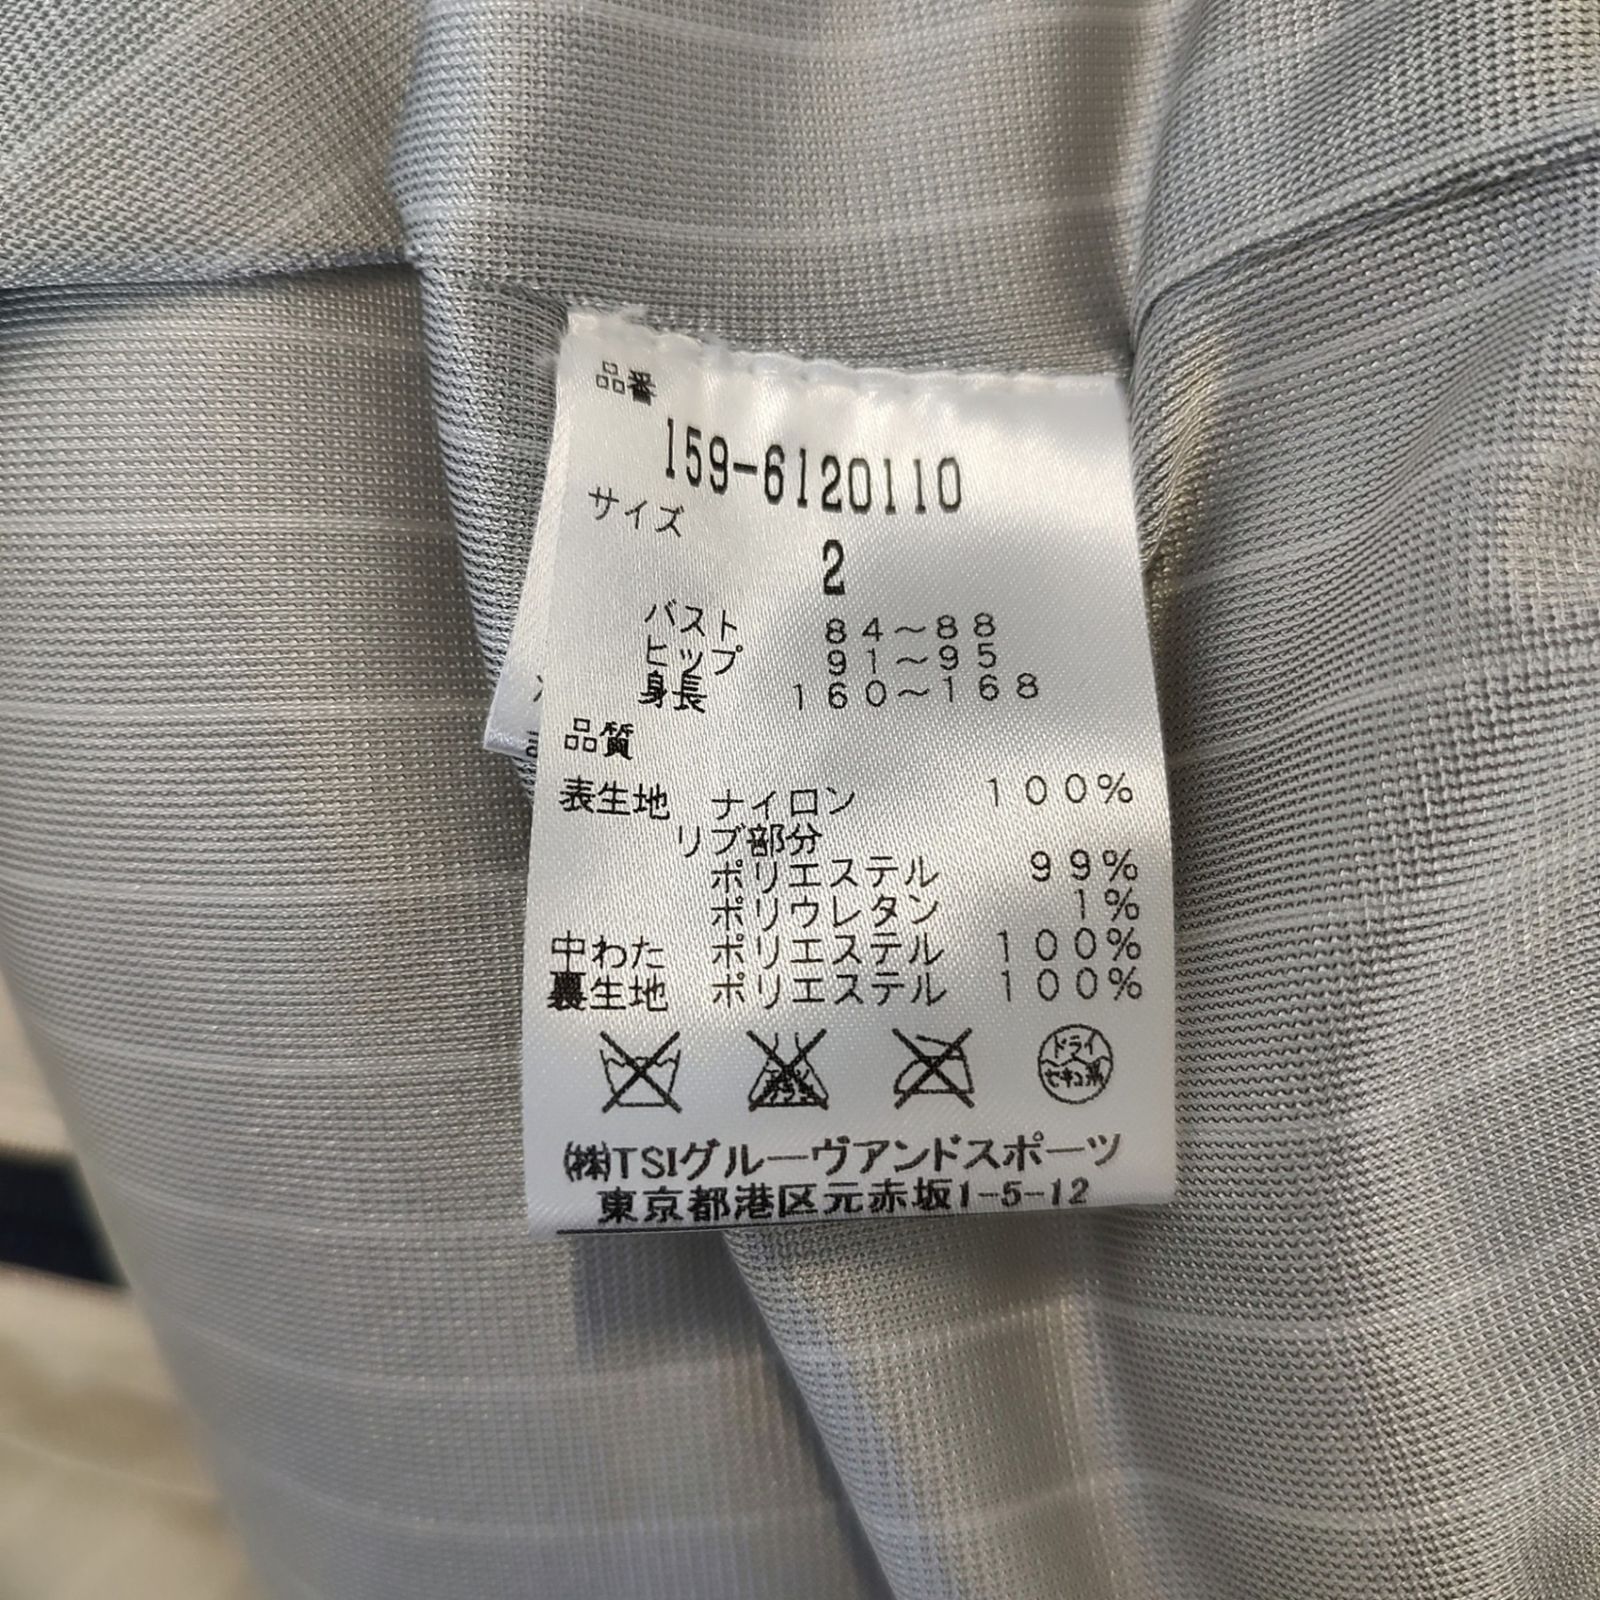 品番
159-6120110
サイズ
2
バスト 84～88
ヒップ 91～95
身長 160～168
品質
表生地 ナイロン 100%
リブ部分
ポリエステル 99%
ポリウレタン 1%
中わた ポリエステル 100%
裏生地 ポリエステル 100%
ドライ
セキユ系
㈱TSIグルーヴアンドスポーツ
東京都港区元赤坂1-5-12